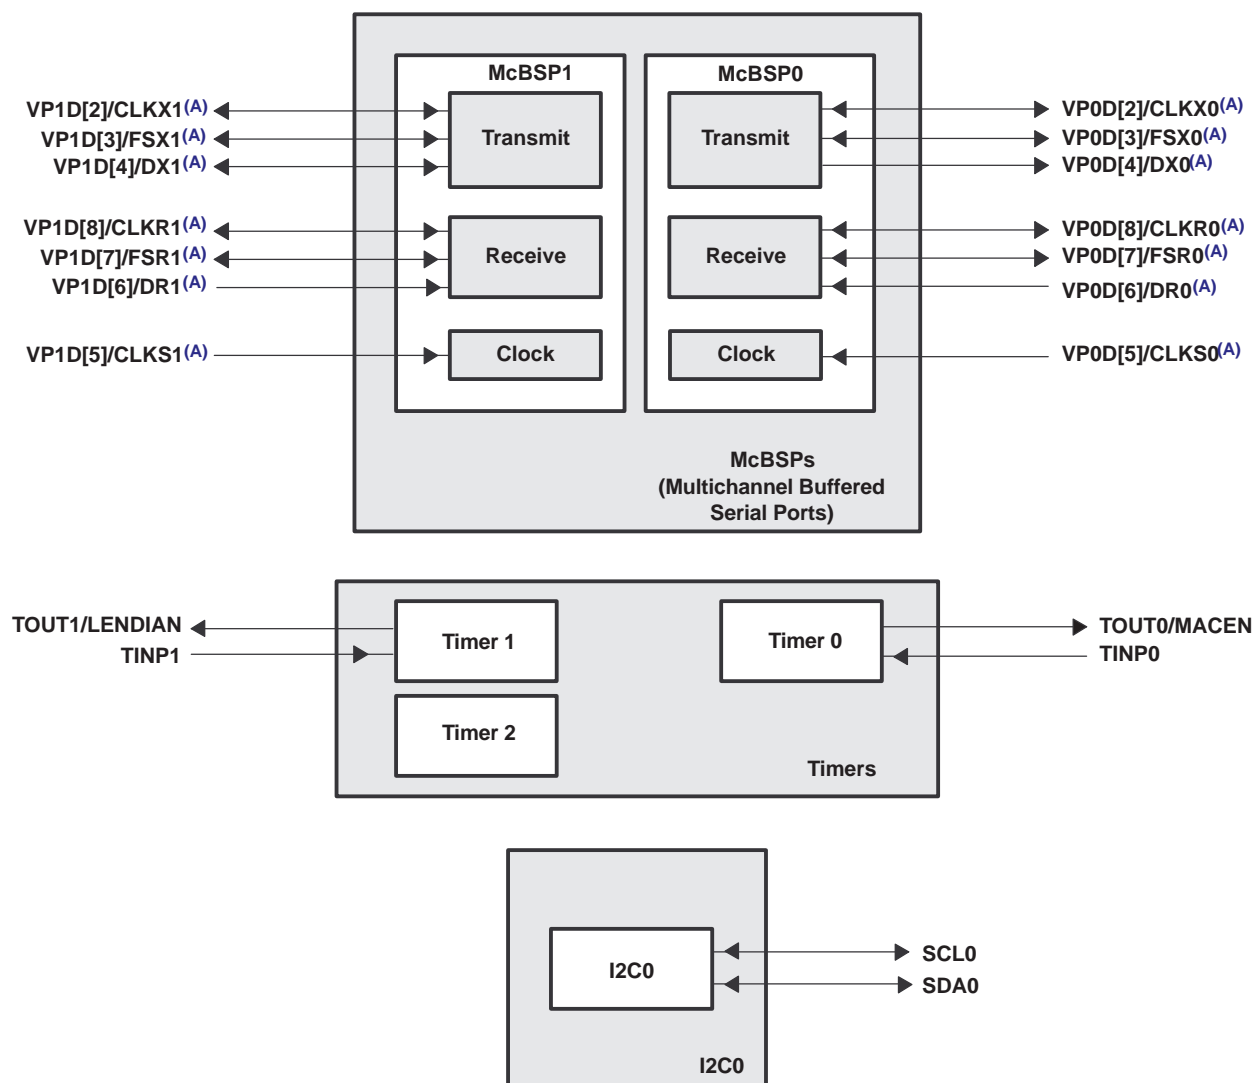 McBSP1
McBSP0
VP1D[2]/CLKX1(A)
VP1D[3]/FSX1(A)
VP1D[4]/DX1(A)
Transmit
Transmit
VP0D[2]/CLKX0(A)
VP0D[3]/FSX0(A)
VP0D[4]/DX0(A)
VP1D[8]/CLKR1(A)
VP1D[7]/FSR1(A)
VP1D[6]/DR1(A)
Receive
Receive
VP0D[8]/CLKR0(A)
VP0D[7]/FSR0(A)
VP0D[6]/DR0(A)
VP1D[5]/CLKS1(A)
Clock
Clock
VP0D[5]/CLKS0(A)
McBSPs
(Multichannel Buffered
Serial Ports)
TOUT1/LENDIAN
TINP1
Timer 1
Timer 0
TOUT0/MACEN
TINP0
Timer 2
Timers
I2C0
SCL0
SDA0
I2C0